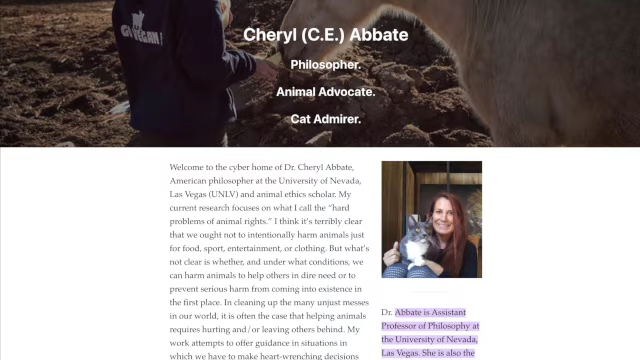 GO VEGAN
Cheryl (C.E.) Abbate
Philosopher.
Animal Advocate.
Cat Admirer.
Welcome to the cyber home of Dr. Cheryl Abbate,
American philosopher at the University of Nevada,
Las Vegas (UNLV) and animal ethics scholar. My
current research focuses on what I call the “hard
problems of animal rights.” I think it’s terribly clear
that we ought not to intentionally harm animals just
for food, sport, entertainment, or clothing. But what’s
not clear is whether, and under what conditions, we
can harm animals to help others in dire need or to
prevent serious harm from coming into existence in
the first place. In cleaning up the many unjust messes
in our world, it is often the case that helping animals
requires hurting and/or leaving others behind. My
work attempts to offer guidance in situations in
which we have to make heart-wrenching decisions
Dr. Abbate is Assistant
Professor of Philosophy at
the University of Nevada,
Las Vegas. She is also the